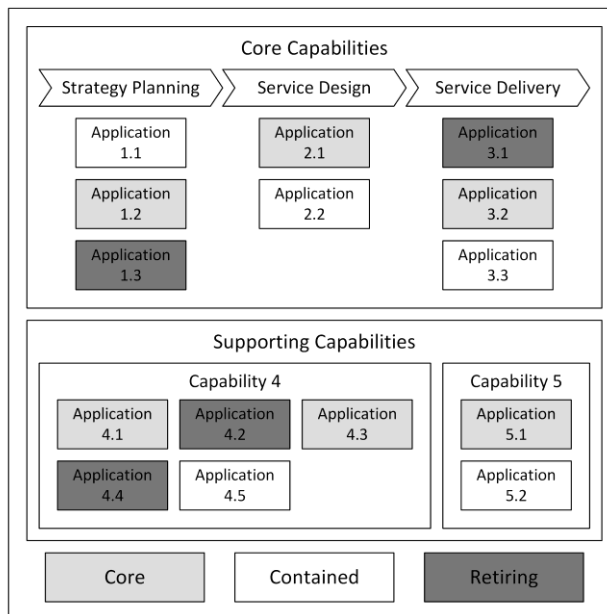 Core Capabilities
Strategy Planning
Service Design
Service Delivery
Application
1.1
Application
2.1
Application
3.1
Application
1.2
Application
2.2
Application
3.2
Application
1.3
Application
3.3
Supporting Capabilities
Capability 4
Capability 5
Application
4.1
Application
4.2
Application
4.3
Application
5.1
Application
4.4
Application
4.5
Application
5.2
Core
Contained
Retiring